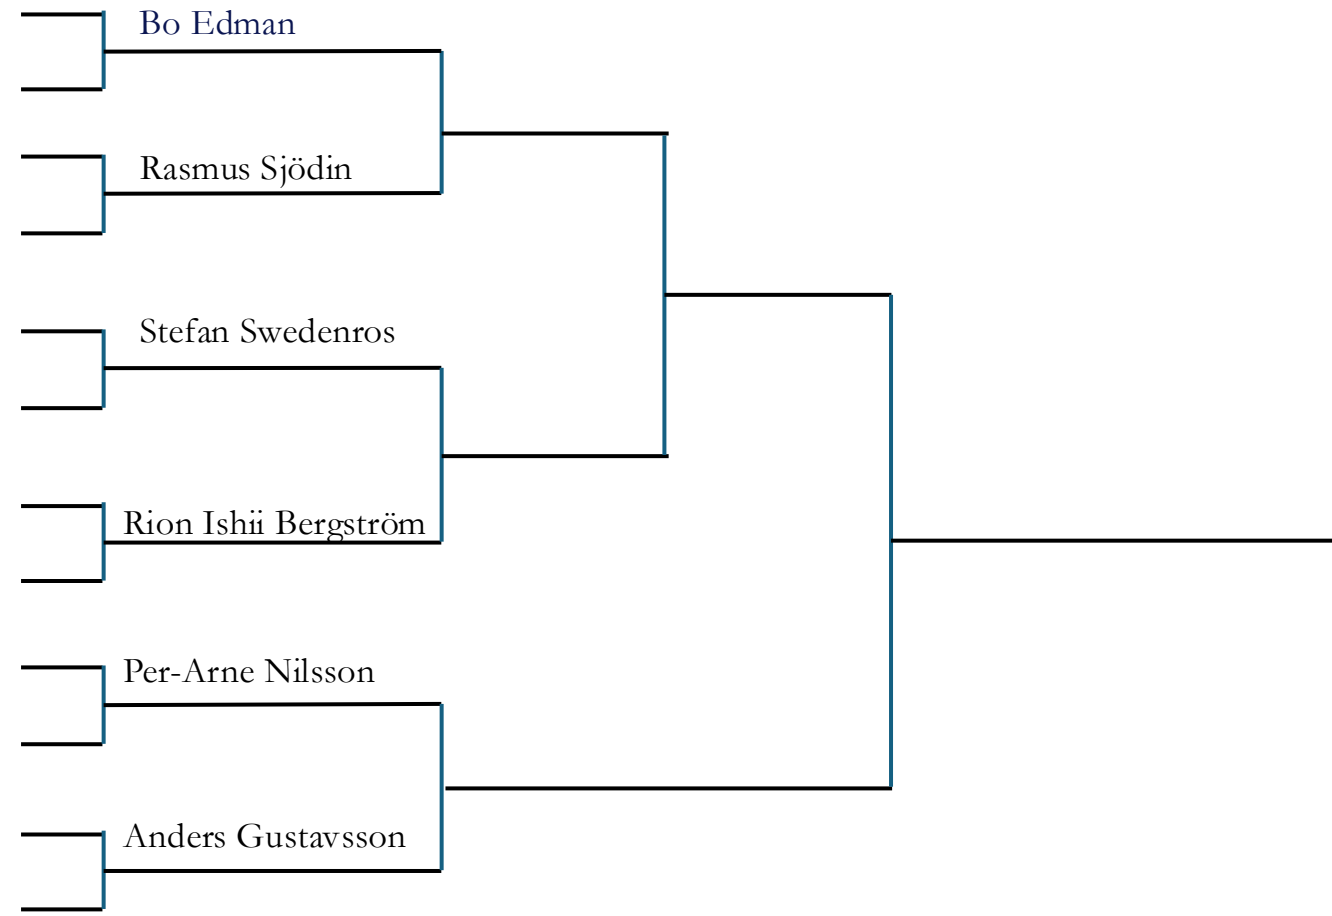 Bo Edman
Rasmus Sjödin
Stefan Swedenros
Rion Ishii Bergström
Per-Arne Nilsson
Anders Gustavsson